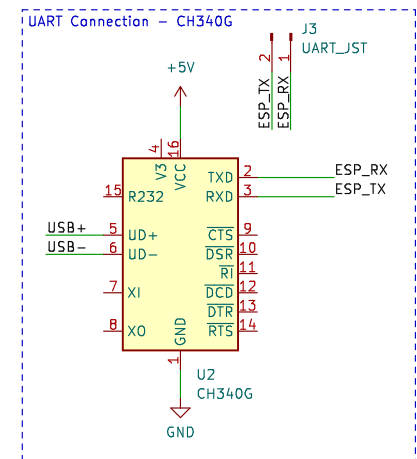 UART Connection - CH340G
J3
UART_JST
2
1
ESP_TX
ESP_RX
+5V
4
16
V3
VCC
TXD
2
ESP_RX
15
R232
RXD
3
ESP_TX
USB+
5
UD+
CTS
9
USB-
6
UD-
DSR
10
RI
11
7
XI
DCD
12
DTR
13
8
XO
GND
RTS
14
1
U2
CH340G
GND